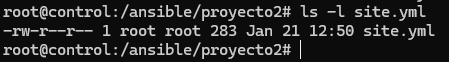 root@control:/ansible/proyecto2# ls -l site.yml
-rw-r--r-- 1 root root 283 Jan 21 12:50 site.yml
root@control:/ansible/proyecto2#